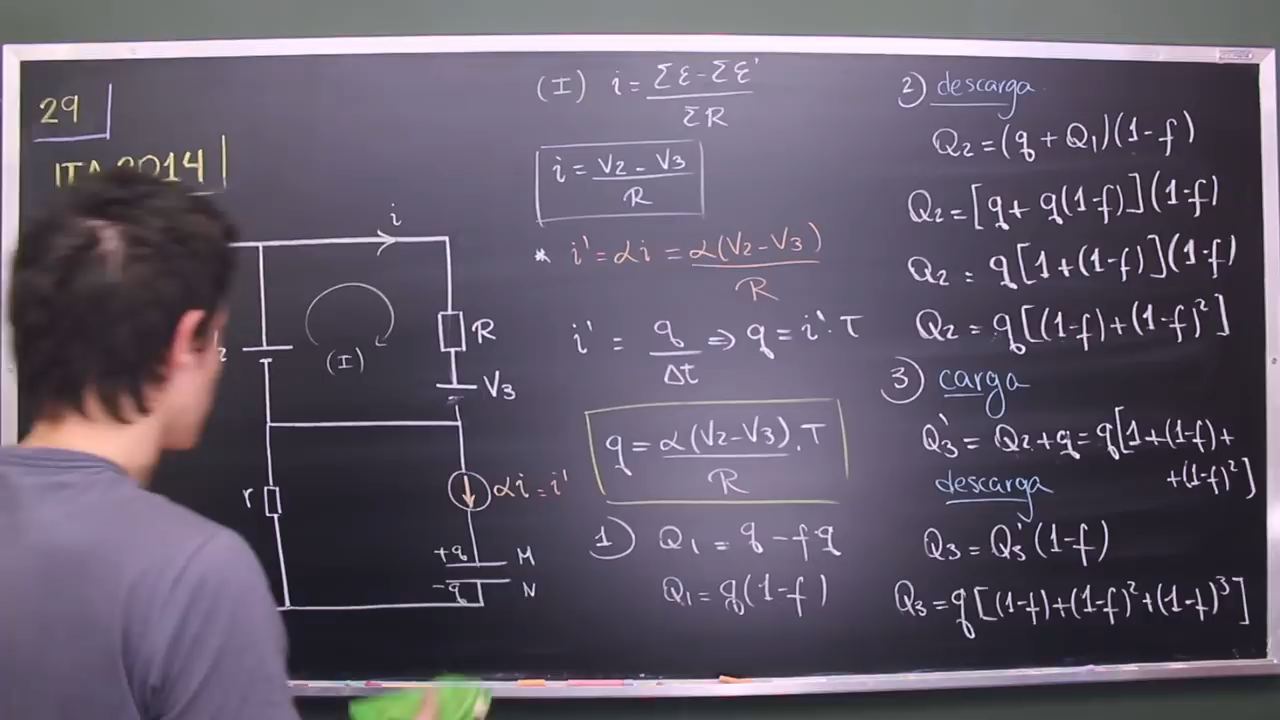 29
ITA 2014
i
(I)
R
V3
r
αi = i'
+q
M
-q
N
(I) i = Σε - Σε' / ΣR
i = V2 - V3 / R
* i' = αi = α(V2 - V3) / R
i' = q / Δt ⇒ q = i'. T
q = α(V2 - V3) . T / R
1) Q1 = q - fq
Q1 = q(1-f)
2) descarga
Q2 = (q + Q1)(1-f)
Q2 = [q + q(1-f)](1-f)
Q2 = q[1+(1-f)](1-f)
Q2 = q[(1-f)+(1-f)²]
3) carga
Q3' = Q2 + q = q[1+(1-f)+
+(1-f)²]
descarga
Q3 = Q3'(1-f)
Q3 = q[(1-f)+(1-f)²+(1-f)³]